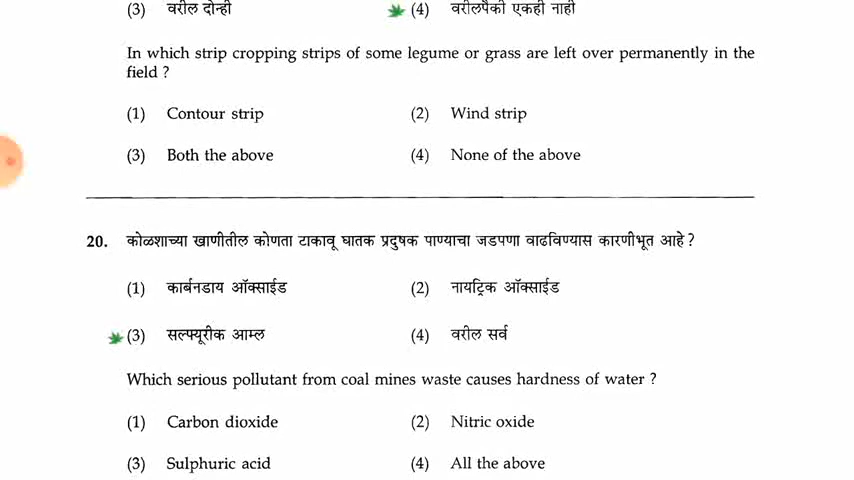 (3) वरील दोन्ही (4) वरीलपैकी एकही नाही
In which strip cropping strips of some legume or grass are left over permanently in the
field ?
(1) Contour strip (2) Wind strip
(3) Both the above (4) None of the above
20. कोळशाच्या खाणीतील कोणता टाकावू घातक प्रदुषक पाण्याचा जडपणा वाढविण्यास कारणीभूत आहे ?
(1) कार्बनडाय ऑक्साईड (2) नायट्रिक ऑक्साईड
(3) सल्फ्यूरीक आम्ल (4) वरील सर्व
Which serious pollutant from coal mines waste causes hardness of water ?
(1) Carbon dioxide (2) Nitric oxide
(3) Sulphuric acid (4) All the above